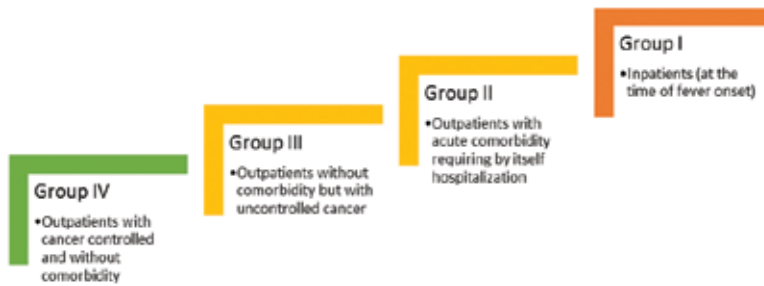 Group I
•Inpatients (at the
time of fever onset)
Group II
•Outpatients with
acute comorbidity
requiring by itself
hospitalization
Group III
•Outpatients without
comorbidity but with
uncontrolled cancer
Group IV
•Outpatients with
cancer controlled
and without
comorbidity